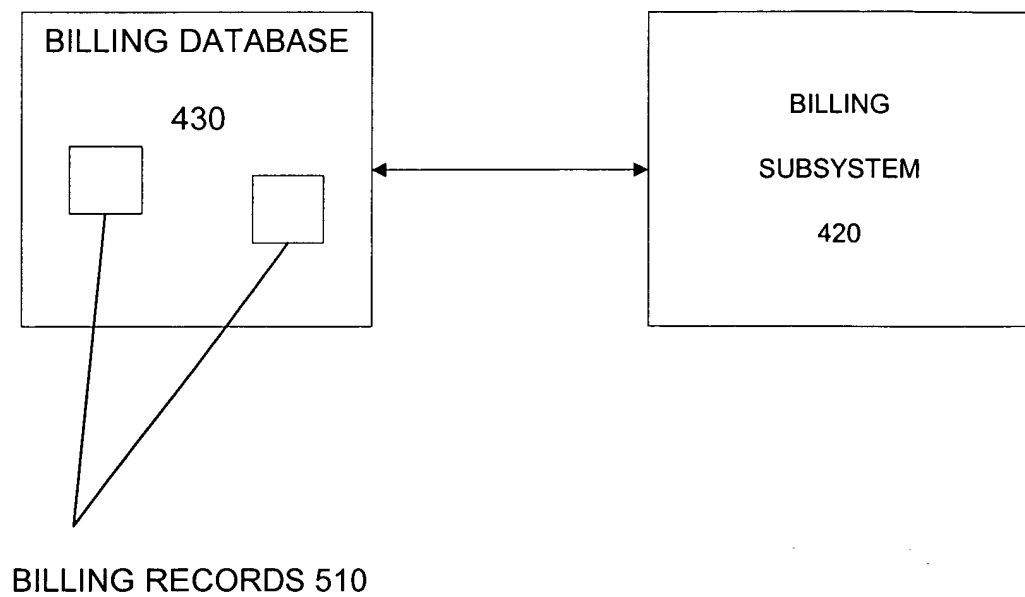 BILLING DATABASE
430
BILLING
SUBSYSTEM
420
BILLING RECORDS 510